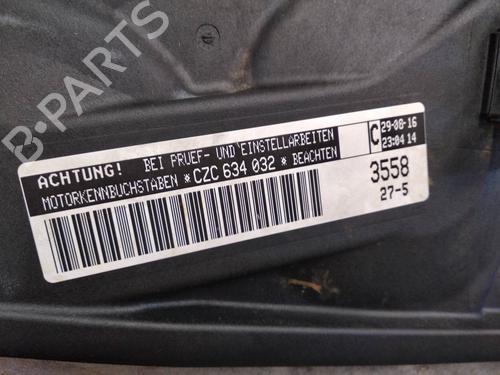 B-PARTS
ACHTUNG! BEI PRUEF- UND EINSTELLARBEITEN
MOTORKENNBUCHSTABEN *CZC 634 032* BEACHTEN
C
29-08-16
23:04 14
3558
27-5